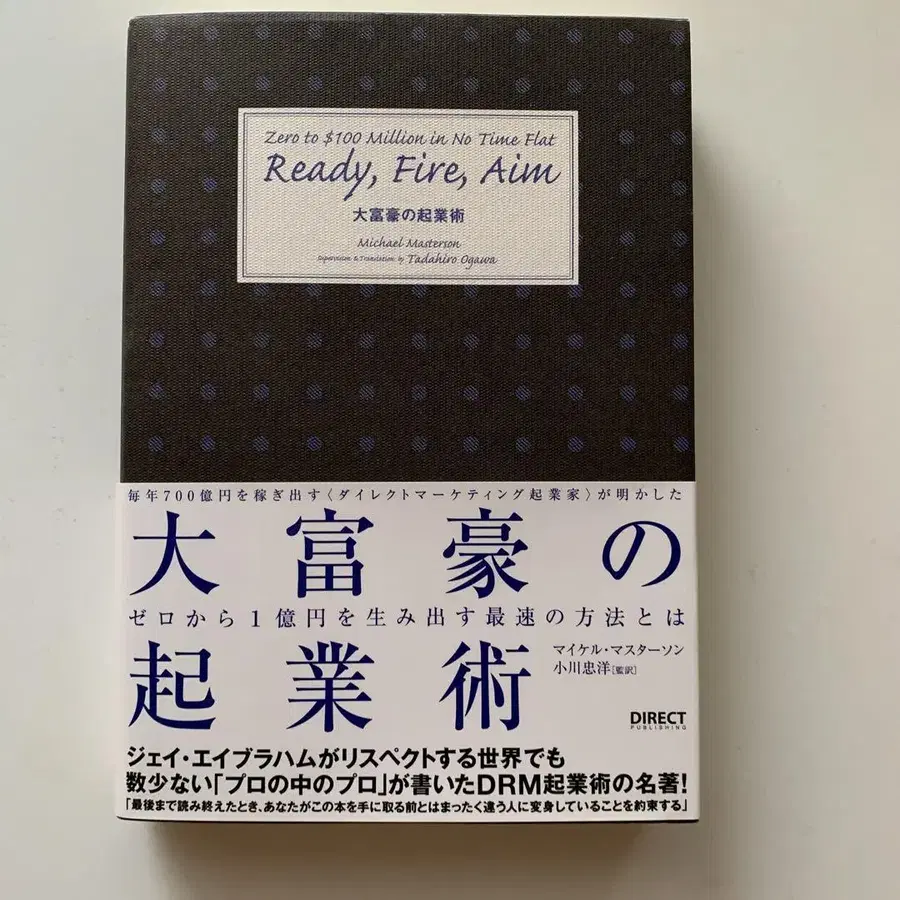 Zero to $100 Million in No Time Flat
Ready, Fire, Aim
大富豪の起業術
Michael Masterson
Supervision & Translation by Tadahiro Ogawa
毎年700億円を稼ぎ出す〈ダイレクトマーケティング起業家〉が明かした
大富豪の
ゼロから1億円を生み出す最速の方法とは
起業術
マイケル・マスターソン
小川忠洋[監訳]
DIRECT
PUBLISHING
ジェイ・エイブラハムがリスペクトする世界でも
数少ない「プロの中のプロ」が書いたDRM起業術の名著!
「最後まで読み終えたとき、あなたがこの本を手に取る前とはまったく違う人に変身していることを約束する」